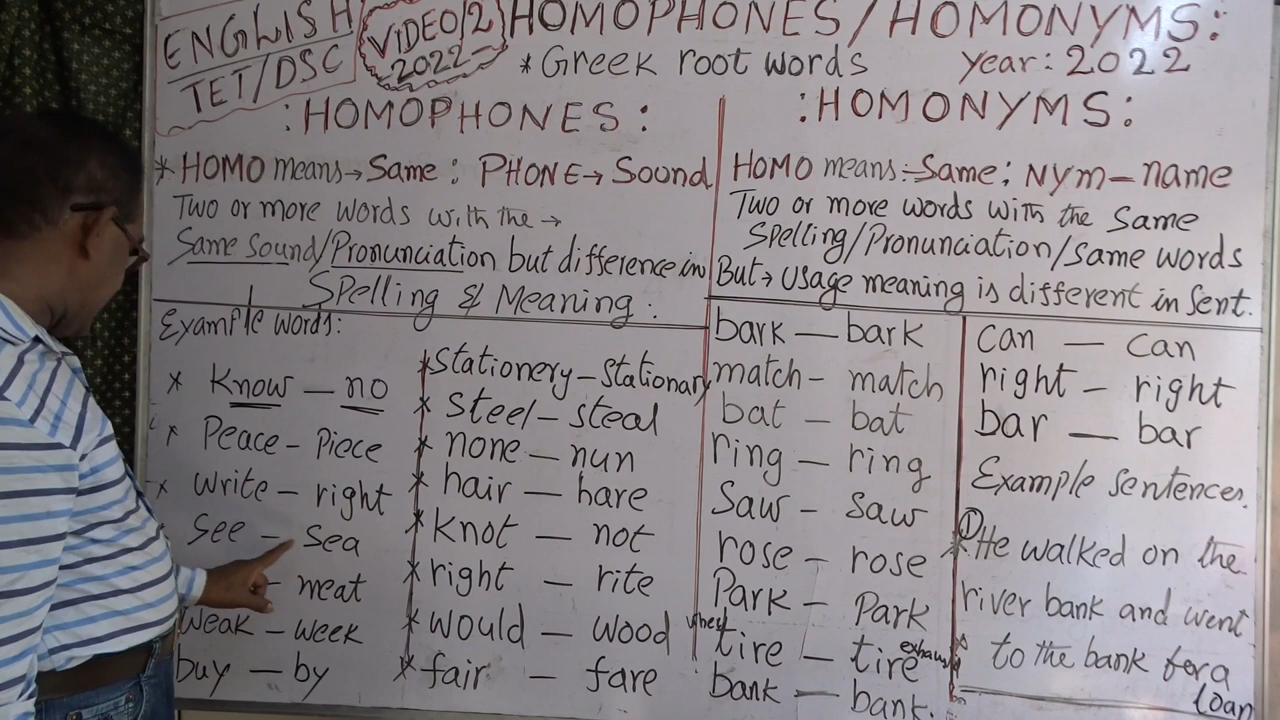 ENGLISH
TET/DSC
VIDEO/2
2022
HOMOPHONES/HOMONYMS:
*Greek root words year: 2022
:HOMOPHONES:
*HOMO means→Same: PHONE→Sound
Two or more words with the →
Same Sound/Pronunciation but difference in
Spelling & Meaning:
Example words:
* Know – no
* Peace – Piece
* write – right
* see – Sea
– meat
weak – week
buy – by
*Stationery – Stationary
* Steel – steal
* none – nun
* hair – hare
* knot – not
* right – rite
* would – wood
* fair – fare
:HOMONYMS:
HOMO means:-Same: Nym – name
Two or more words with the Same
Spelling/Pronunciation/Same words
But→ Usage meaning is different in Sent.
bark – bark
match – match
bat – bat
ring – ring
Saw – saw
rose – rose
Park – Park
tire – tire
bank – bank.
can – can
right – right
bar – bar
Example sentences.
① *He walked on the
river bank and went
to the bank for a
loan